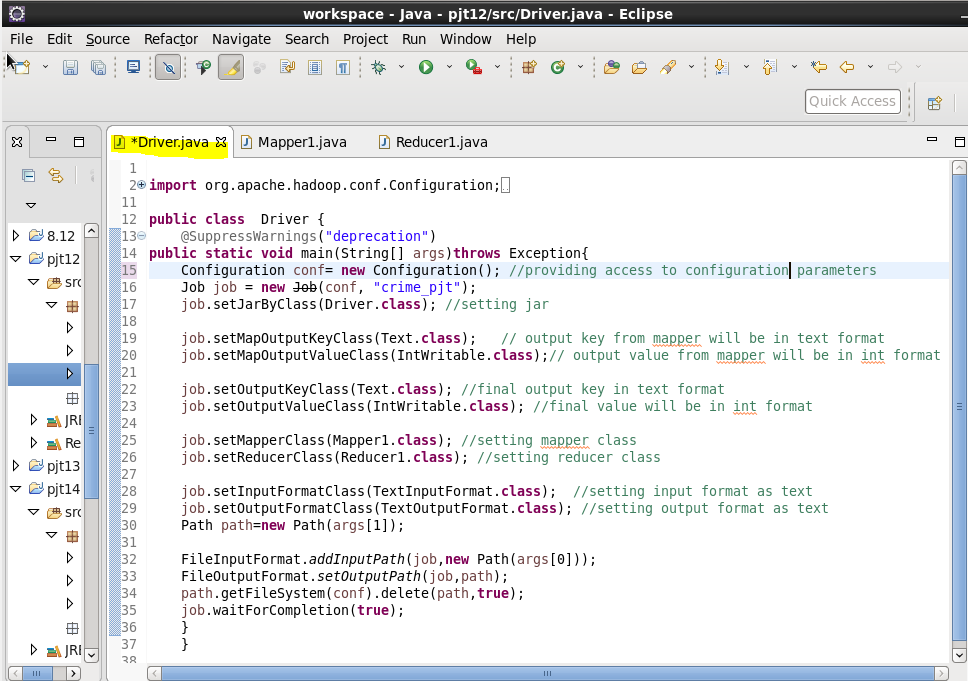 workspace - Java - pjt12/src/Driver.java - Eclipse
File Edit Source Refactor Navigate Search Project Run Window Help
Quick Access
*Driver.java Mapper1.java Reducer1.java
8.12
pjt12
src
JRE
Re
pjt13
pjt14
src
JRE
1
2 import org.apache.hadoop.conf.Configuration;
11
12 public class  Driver {
13     @SuppressWarnings("deprecation")
14 public static void main(String[] args)throws Exception{
15     Configuration conf= new Configuration(); //providing access to configuration parameters
16     Job job = new Job(conf, "crime_pjt");
17     job.setJarByClass(Driver.class); //setting jar
18
19     job.setMapOutputKeyClass(Text.class);   // output key from mapper will be in text format
20     job.setMapOutputValueClass(IntWritable.class);// output value from mapper will be in int format
21
22     job.setOutputKeyClass(Text.class); //final output key in text format
23     job.setOutputValueClass(IntWritable.class); //final value will be in int format
24
25     job.setMapperClass(Mapper1.class); //setting mapper class
26     job.setReducerClass(Reducer1.class); //setting reducer class
27
28     job.setInputFormatClass(TextInputFormat.class);  //setting input format as text
29     job.setOutputFormatClass(TextOutputFormat.class); //setting output format as text
30     Path path=new Path(args[1]);
31
32     FileInputFormat.addInputPath(job,new Path(args[0]));
33     FileOutputFormat.setOutputPath(job,path);
34     path.getFileSystem(conf).delete(path,true);
35     job.waitForCompletion(true);
36     }
37     }
38